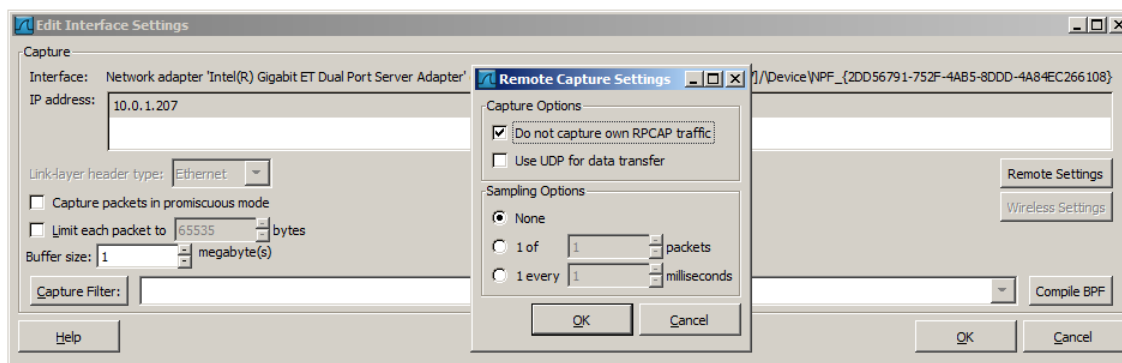 Edit Interface Settings
Capture
Interface: Network adapter 'Intel(R) Gigabit ET Dual Port Server Adapter' /]/\Device\NPF_{2DD56791-752F-4AB5-8DDD-4A84EC266108}
IP address: 10.0.1.207
Link-layer header type: Ethernet
Capture packets in promiscuous mode
Limit each packet to 65535 bytes
Buffer size: 1 megabyte(s)
Capture Filter:
Remote Settings
Wireless Settings
Compile BPF
Help
OK Cancel
Remote Capture Settings
Capture Options
Do not capture own RPCAP traffic
Use UDP for data transfer
Sampling Options
None
1 of 1 packets
1 every 1 milliseconds
OK Cancel